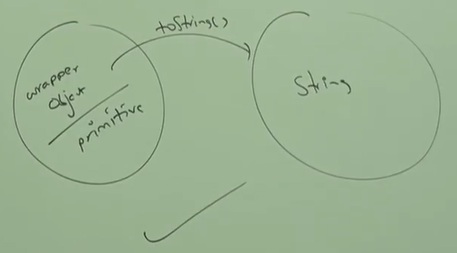 toString()
wrapper
object
primitive
String